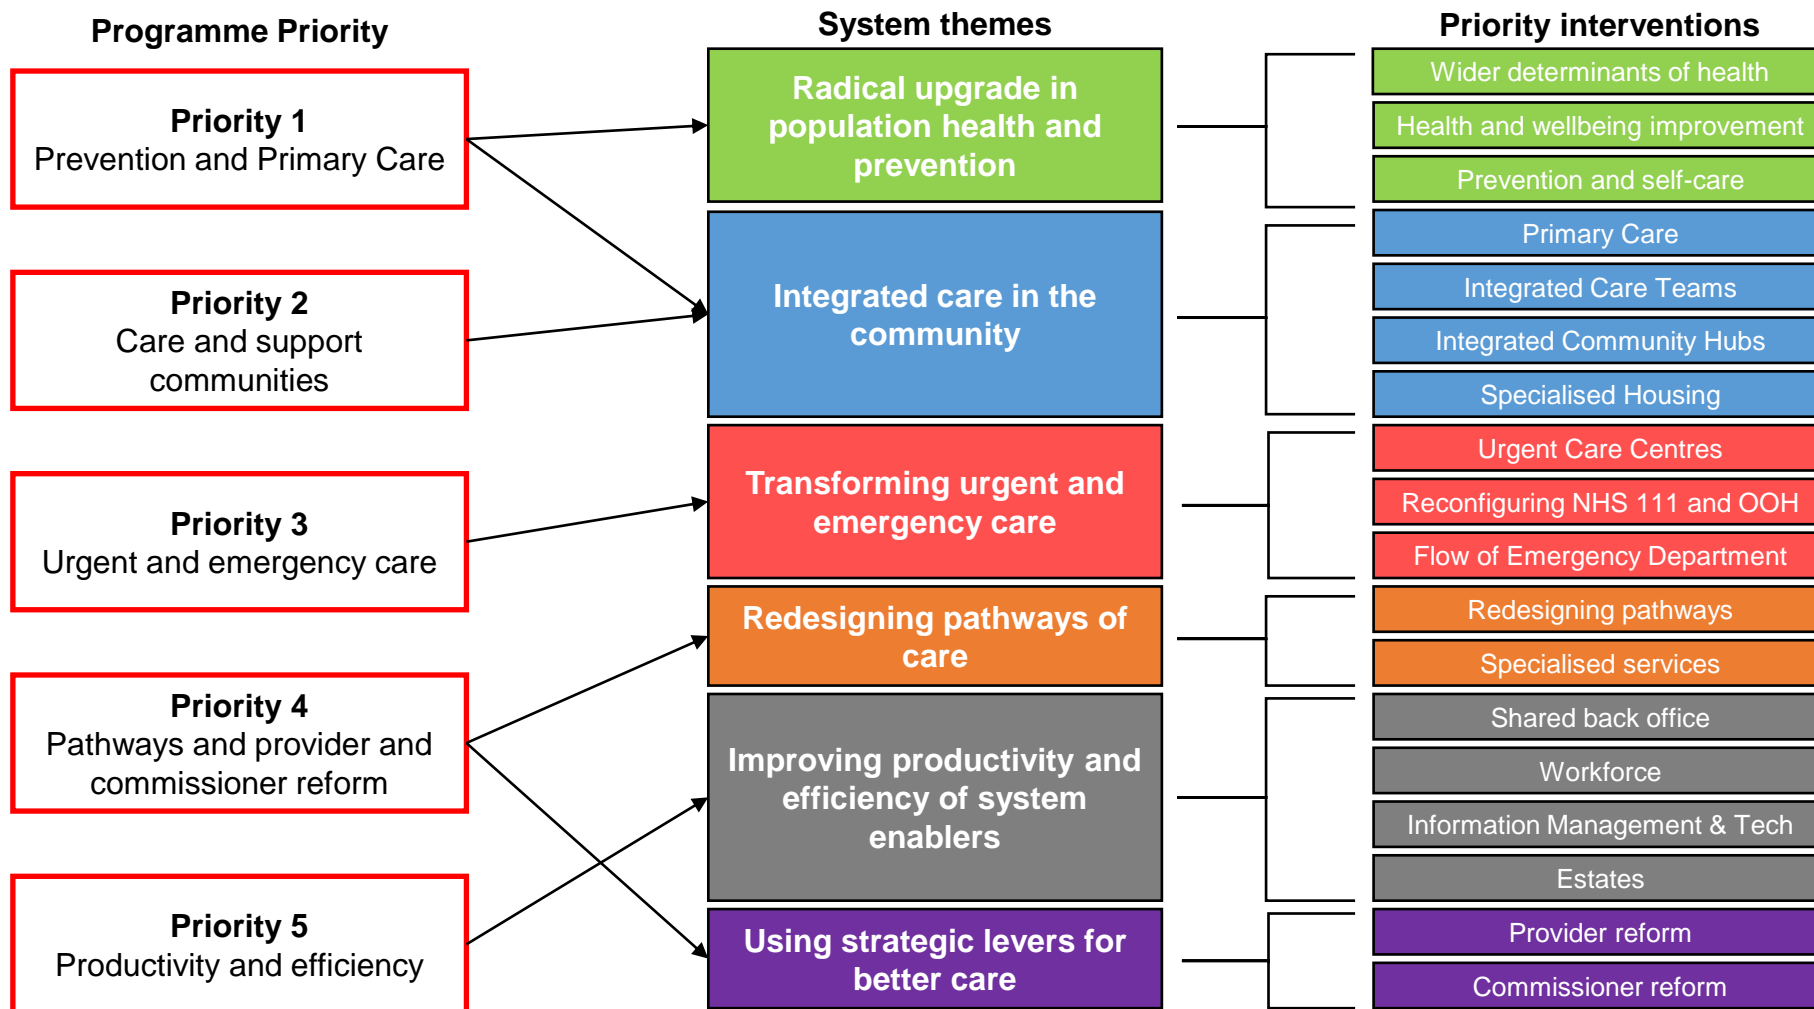 Programme Priority
Priority 1
Prevention and Primary Care
Priority 2
Care and support
communities
Priority 3
Urgent and emergency care
Priority 4
Pathways and provider and
commissioner reform
Priority 5
Productivity and efficiency
System themes
Radical upgrade in
population health and
prevention
Integrated care in the
community
Transforming urgent and
emergency care
Redesigning pathways of
care
Improving productivity and
efficiency of system
enablers
Using strategic levers for
better care
Priority interventions
Wider determinants of health
Health and wellbeing improvement
Prevention and self-care
Primary Care
Integrated Care Teams
Integrated Community Hubs
Specialised Housing
Urgent Care Centres
Reconfiguring NHS 111 and OOH
Flow of Emergency Department
Redesigning pathways
Specialised services
Shared back office
Workforce
Information Management & Tech
Estates
Provider reform
Commissioner reform